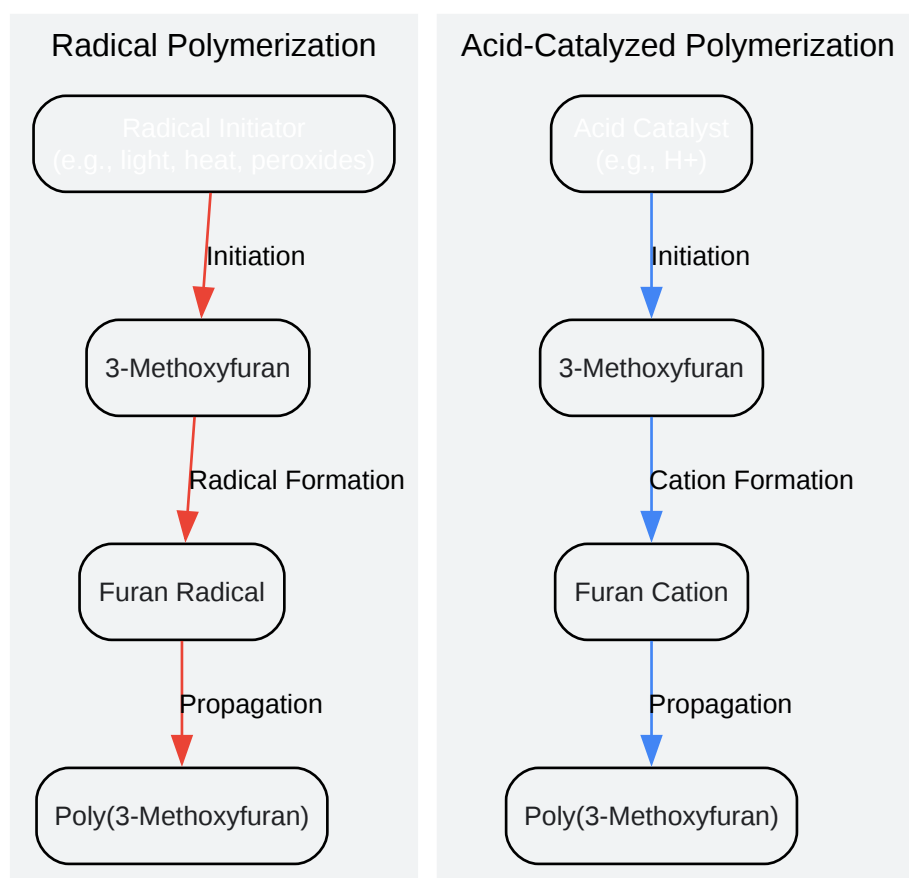 Radical Polymerization
Radical Initiator
(e.g., light, heat, peroxides)
Initiation
3-Methoxyfuran
Radical Formation
Furan Radical
Propagation
Poly(3-Methoxyfuran)
Acid-Catalyzed Polymerization
Acid Catalyst
(e.g., H+)
Initiation
3-Methoxyfuran
Cation Formation
Furan Cation
Propagation
Poly(3-Methoxyfuran)